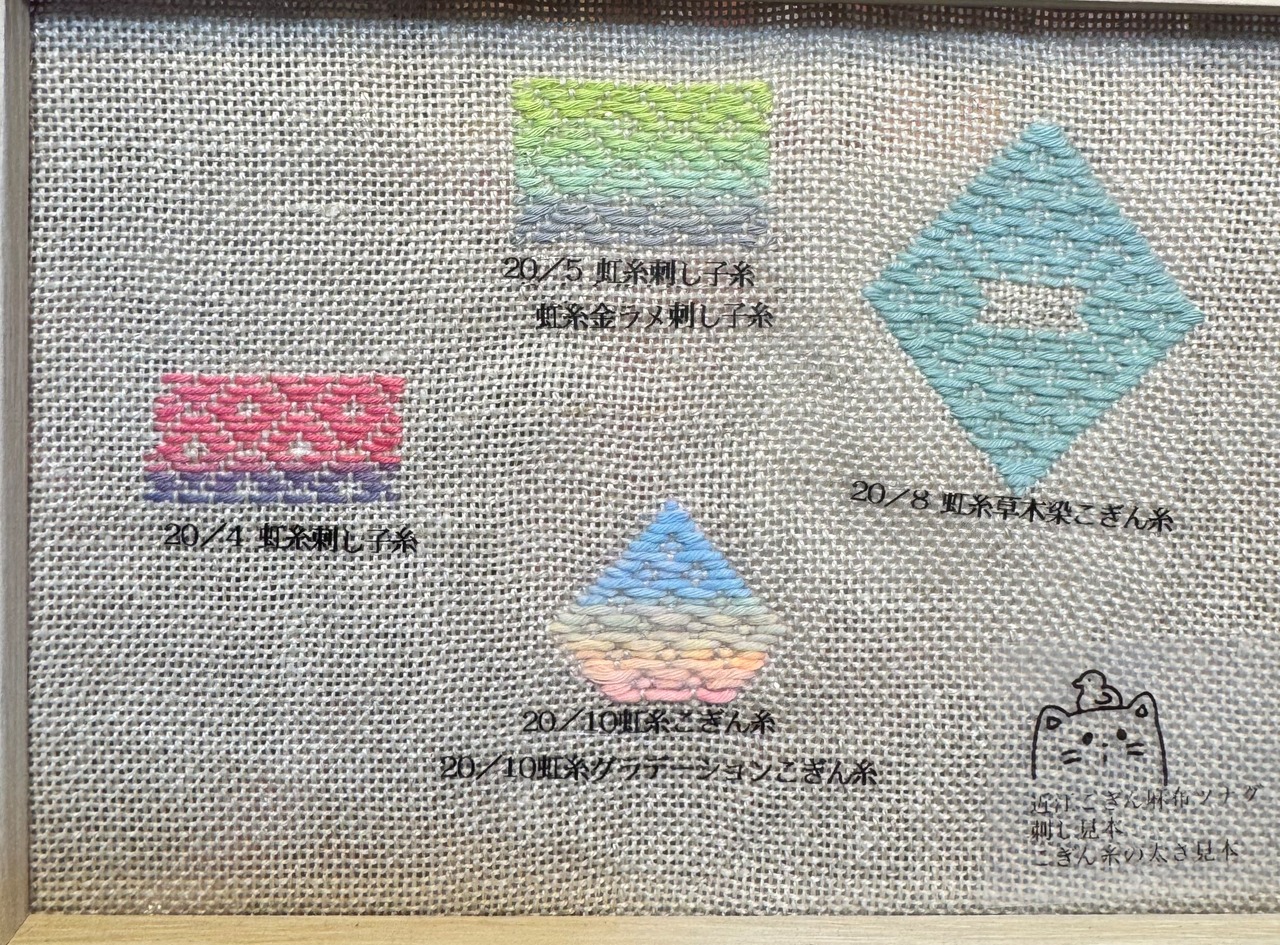 20/5 虹糸刺し子糸
虹糸金ラメ刺し子糸
20/4 虹糸刺し子糸
20/8 虹糸草木染こぎん糸
20/10虹糸こぎん糸
20/10虹糸グラデーションこぎん糸
近江こぎん麻布ツナグ
刺し見本
こぎん糸の太さ見本